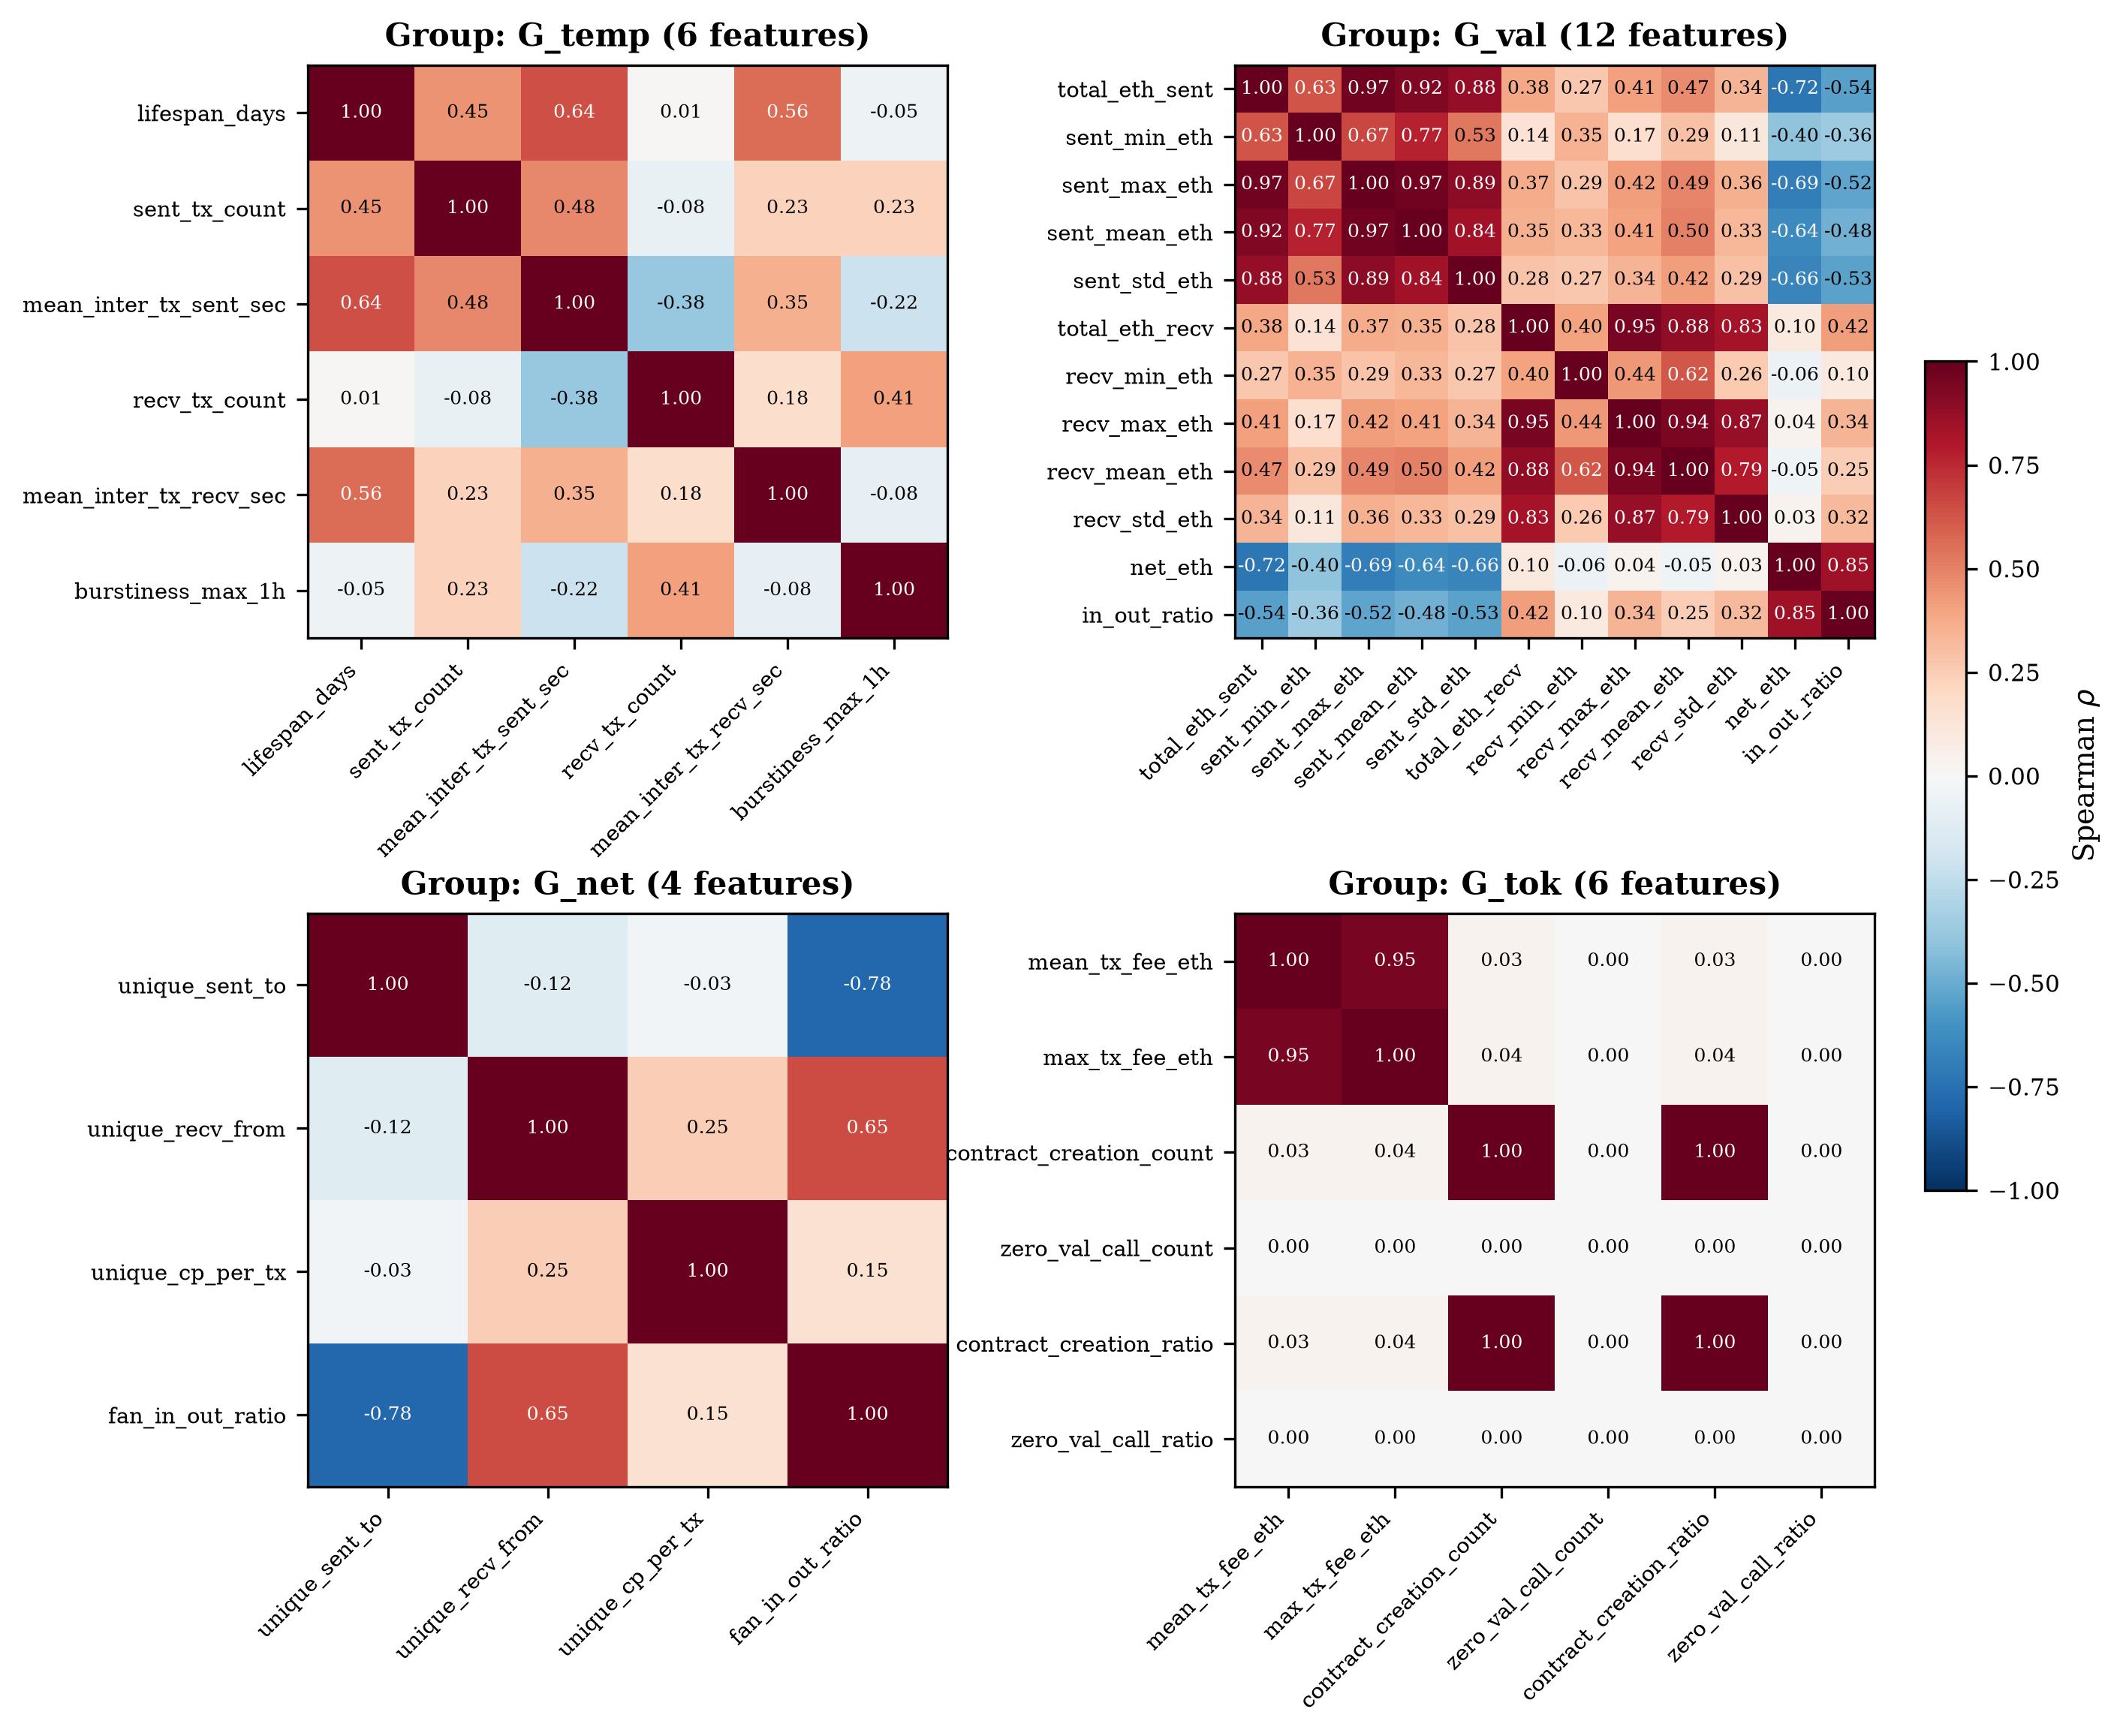 Group: G_temp (6 features)
lifespan_days 1.00 0.45 0.64 0.01 0.56 -0.05
sent_tx_count 0.45 1.00 0.48 -0.08 0.23 0.23
mean_inter_tx_sent_sec 0.64 0.48 1.00 -0.38 0.35 -0.22
recv_tx_count 0.01 -0.08 -0.38 1.00 0.18 0.41
mean_inter_tx_recv_sec 0.56 0.23 0.35 0.18 1.00 -0.08
burstiness_max_1h -0.05 0.23 -0.22 0.41 -0.08 1.00
lifespan_days
sent_tx_count
mean_inter_tx_sent_sec
recv_tx_count
mean_inter_tx_recv_sec
burstiness_max_1h
Group: G_val (12 features)
total_eth_sent 1.00 0.63 0.97 0.92 0.88 0.38 0.27 0.41 0.47 0.34 -0.72 -0.54
sent_min_eth 0.63 1.00 0.67 0.77 0.53 0.14 0.35 0.17 0.29 0.11 -0.40 -0.36
sent_max_eth 0.97 0.67 1.00 0.97 0.89 0.37 0.29 0.42 0.49 0.36 -0.69 -0.52
sent_mean_eth 0.92 0.77 0.97 1.00 0.84 0.35 0.33 0.41 0.50 0.33 -0.64 -0.48
sent_std_eth 0.88 0.53 0.89 0.84 1.00 0.28 0.27 0.34 0.42 0.29 -0.66 -0.53
total_eth_recv 0.38 0.14 0.37 0.35 0.28 1.00 0.40 0.95 0.88 0.83 0.10 0.42
recv_min_eth 0.27 0.35 0.29 0.33 0.27 0.40 1.00 0.44 0.62 0.26 -0.06 0.10
recv_max_eth 0.41 0.17 0.42 0.41 0.34 0.95 0.44 1.00 0.94 0.87 0.04 0.34
recv_mean_eth 0.47 0.29 0.49 0.50 0.42 0.88 0.62 0.94 1.00 0.79 -0.05 0.25
recv_std_eth 0.34 0.11 0.36 0.33 0.29 0.83 0.26 0.87 0.79 1.00 0.03 0.32
net_eth -0.72 -0.40 -0.69 -0.64 -0.66 0.10 -0.06 0.04 -0.05 0.03 1.00 0.85
in_out_ratio -0.54 -0.36 -0.52 -0.48 -0.53 0.42 0.10 0.34 0.25 0.32 0.85 1.00
total_eth_sent
sent_min_eth
sent_max_eth
sent_mean_eth
sent_std_eth
total_eth_recv
recv_min_eth
recv_max_eth
recv_mean_eth
recv_std_eth
net_eth
in_out_ratio
Group: G_net (4 features)
unique_sent_to 1.00 -0.12 -0.03 -0.78
unique_recv_from -0.12 1.00 0.25 0.65
unique_cp_per_tx -0.03 0.25 1.00 0.15
fan_in_out_ratio -0.78 0.65 0.15 1.00
unique_sent_to
unique_recv_from
unique_cp_per_tx
fan_in_out_ratio
Group: G_tok (6 features)
mean_tx_fee_eth 1.00 0.95 0.03 0.00 0.03 0.00
max_tx_fee_eth 0.95 1.00 0.04 0.00 0.04 0.00
contract_creation_count 0.03 0.04 1.00 0.00 1.00 0.00
zero_val_call_count 0.00 0.00 0.00 0.00 0.00 0.00
contract_creation_ratio 0.03 0.04 1.00 0.00 1.00 0.00
zero_val_call_ratio 0.00 0.00 0.00 0.00 0.00 0.00
mean_tx_fee_eth
max_tx_fee_eth
contract_creation_count
zero_val_call_count
contract_creation_ratio
zero_val_call_ratio
1.00
0.75
0.50
0.25
0.00
−0.25
−0.50
−0.75
−1.00
Spearman ρ